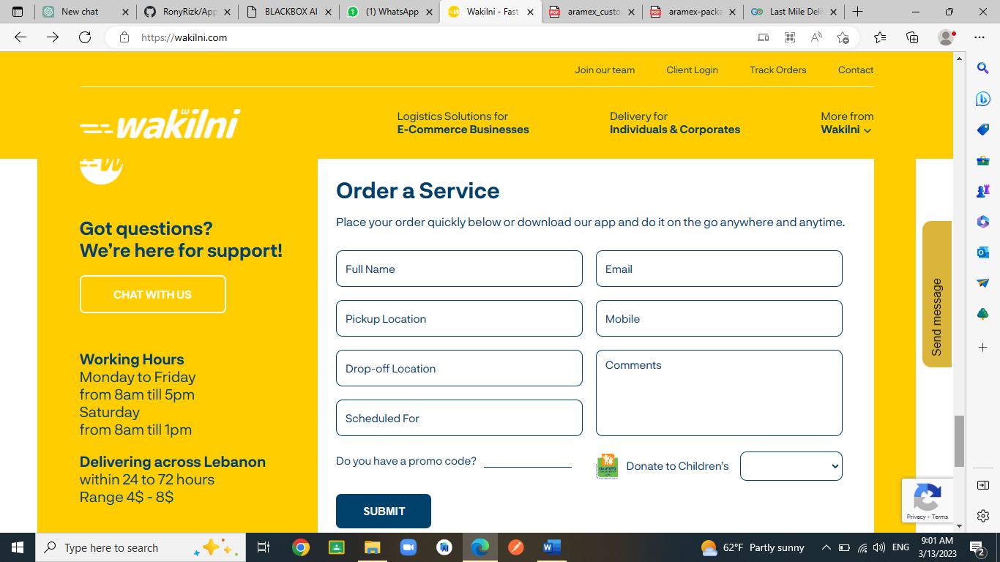 New chat
RonyRizk/App
BLACKBOX AI
(1) WhatsApp
Wakilni - Fast
aramex_custo
aramex-packa
Last Mile Deli
https://wakilni.com
Join our team
Client Login
Track Orders
Contact
wakilni
Logistics Solutions for
E-Commerce Businesses
Delivery for
Individuals & Corporates
More from
Wakilni
Got questions?
We're here for support!
CHAT WITH US
Working Hours
Monday to Friday
from 8am till 5pm
Saturday
from 8am till 1pm
Delivering across Lebanon
within 24 to 72 hours
Range 4$ - 8$
Order a Service
Place your order quickly below or download our app and do it on the go anywhere and anytime.
Full Name
Email
Pickup Location
Mobile
Drop-off Location
Comments
Scheduled For
Do you have a promo code?
Donate to Children's
SUBMIT
Send message
Privacy - Terms
Type here to search
62°F Partly sunny
ENG
9:01 AM
3/13/2023
2